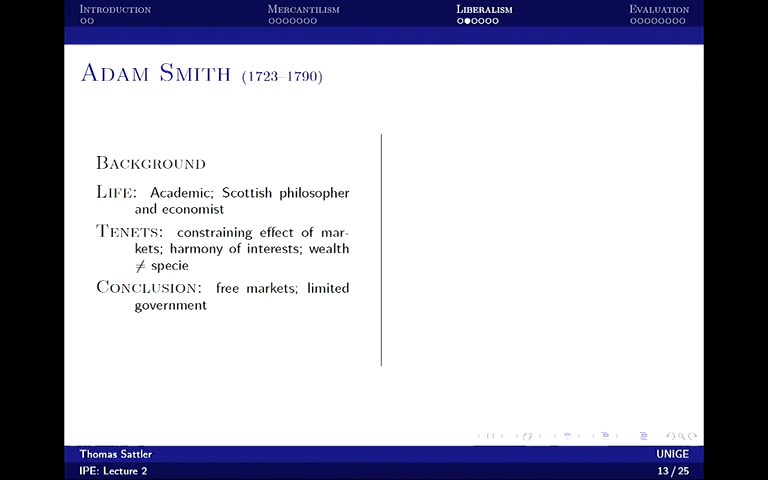 Introduction Mercantilism Liberalism Evaluation
Adam Smith (1723–1790)
Background
Life: Academic; Scottish philosopher
and economist
Tenets: constraining effect of mar-
kets; harmony of interests; wealth
≠ specie
Conclusion: free markets; limited
government
Thomas Sattler UNIGE
IPE: Lecture 2 13 / 25